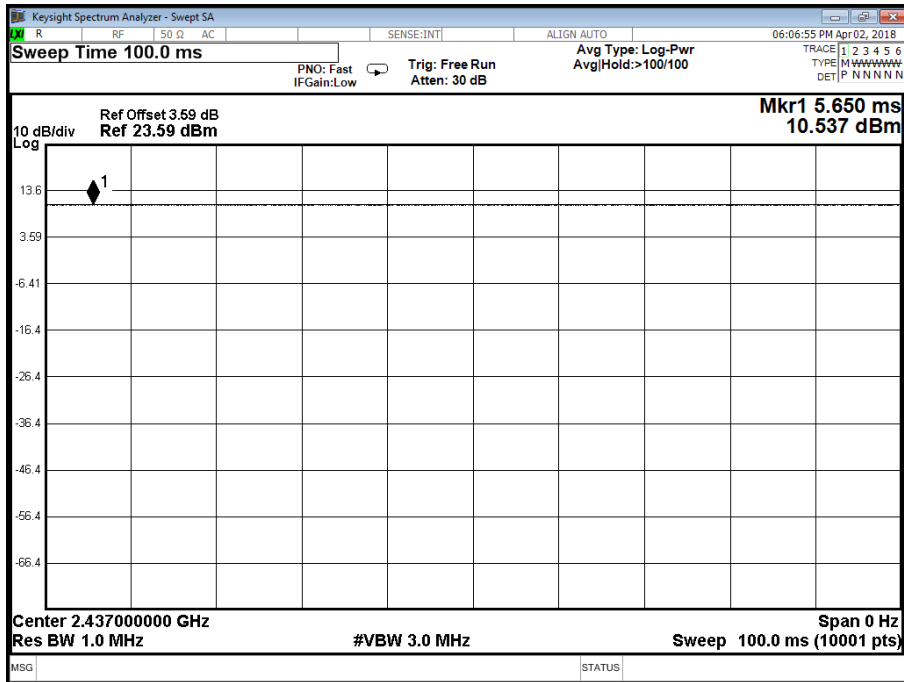 Keysight Spectrum Analyzer - Swept SA
LXI R RF 50 Ω AC SENSE:INT ALIGN AUTO 06:06:55 PM Apr 02, 2018
Sweep Time 100.0 ms
PNO: Fast Trig: Free Run Avg Type: Log-Pwr TRACE 1 2 3 4 5 6
IFGain:Low Atten: 30 dB Avg|Hold:>100/100 TYPE M WWWWW
DET P N N N N N
Ref Offset 3.59 dB Mkr1 5.650 ms
10 dB/div Ref 23.59 dBm 10.537 dBm
Log
1
13.6
3.59
-6.41
-16.4
-26.4
-36.4
-46.4
-56.4
-66.4
Center 2.437000000 GHz Span 0 Hz
Res BW 1.0 MHz #VBW 3.0 MHz Sweep 100.0 ms (10001 pts)
MSG STATUS